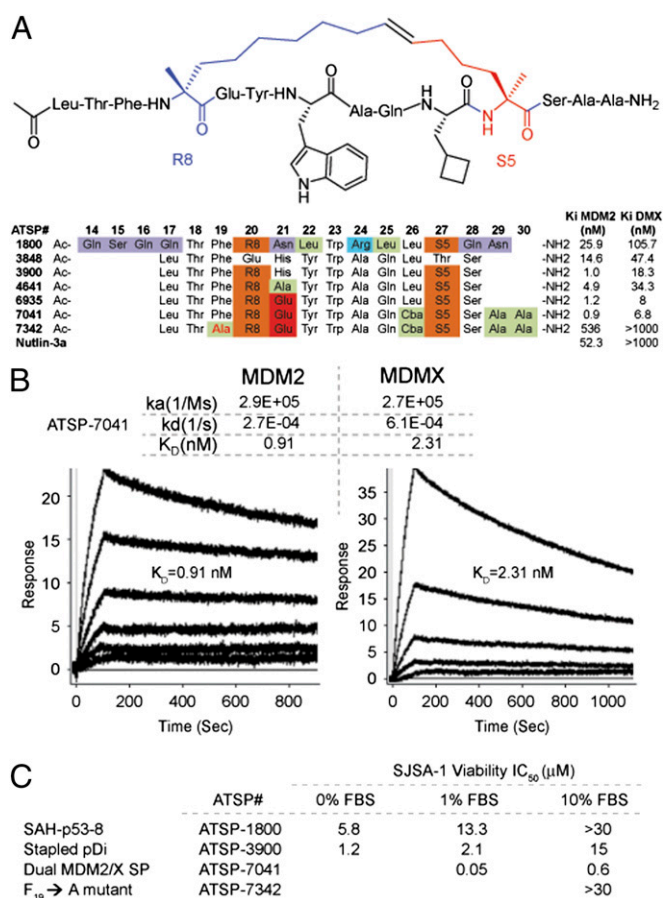 A
Leu-Thr-Phe-HN Glu-Tyr-HN Ala-Gln Ser-Ala-Ala-NH2
O O H N O N H O
R8 N H S5
ATSP# 14 15 16 17 18 19 20 21 22 23 24 25 26 27 28 29 30 Ki MDM2 (nM) Ki DMX (nM)
1800 Ac- Gln Ser Gln Gln Thr Phe R8 Asn Leu Trp Arg Leu Leu S5 Gln Asn -NH2 25.9 105.7
3848 Ac- Leu Thr Phe Glu His Tyr Trp Ala Gln Leu Thr Ser -NH2 14.6 47.4
3900 Ac- Leu Thr Phe R8 His Tyr Trp Ala Gln Leu S5 Ser -NH2 1.0 18.3
4641 Ac- Leu Thr Phe R8 Ala Tyr Trp Ala Gln Leu S5 Ser -NH2 4.9 34.3
6935 Ac- Leu Thr Phe R8 Glu Tyr Trp Ala Gln Leu S5 Ser -NH2 1.2 8
7041 Ac- Leu Thr Phe R8 Glu Tyr Trp Ala Gln Cba S5 Ser Ala Ala -NH2 0.9 6.8
7342 Ac- Leu Thr Ala R8 Glu Tyr Trp Ala Gln Cba S5 Ser Ala Ala -NH2 536 >1000
Nutlin-3a 52.3 >1000
B
MDM2 MDMX
ka(1/Ms) 2.9E+05 2.7E+05
ATSP-7041 kd(1/s) 2.7E-04 6.1E-04
KD(nM) 0.91 2.31
Response
20
15
10
5
0
KD=0.91 nM
0 200 400 600 800
Time (Sec)
Response
35
30
25
20
15
10
5
0
KD=2.31 nM
0 200 400 600 800 1000
Time (Sec)
C
SJSA-1 Viability IC50 (μM)
ATSP# 0% FBS 1% FBS 10% FBS
SAH-p53-8 ATSP-1800 5.8 13.3 >30
Stapled pDi ATSP-3900 1.2 2.1 15
Dual MDM2/X SP ATSP-7041 0.05 0.6
F19 → A mutant ATSP-7342 >30